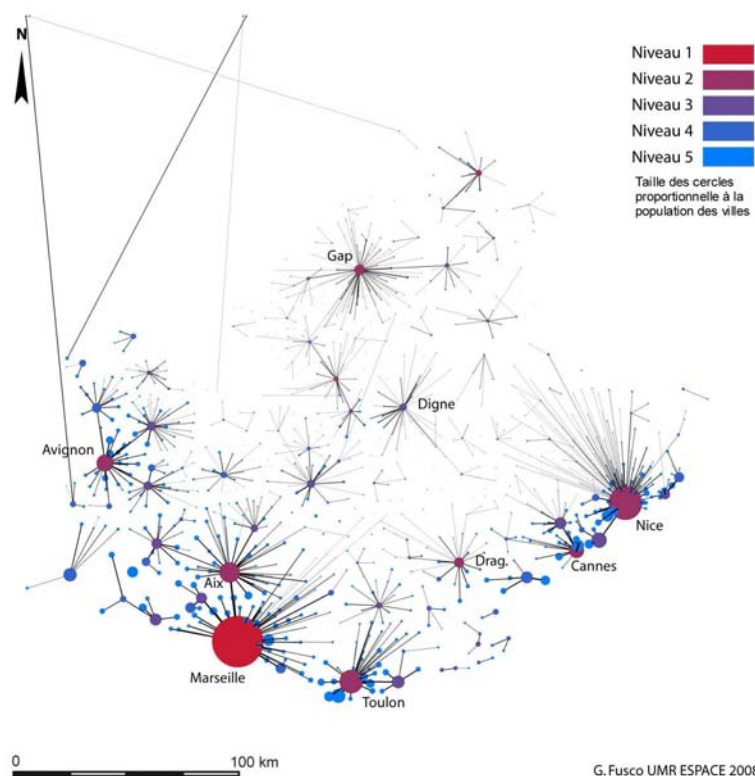 N
Niveau 1
Niveau 2
Niveau 3
Niveau 4
Niveau 5
Taille des cercles
proportionnelle à la
population des villes
Gap
Digne
Avignon
Nice
Drag.
Cannes
Aix
Marseille
Toulon
0
100 km
G. Fusco UMR ESPACE 2008